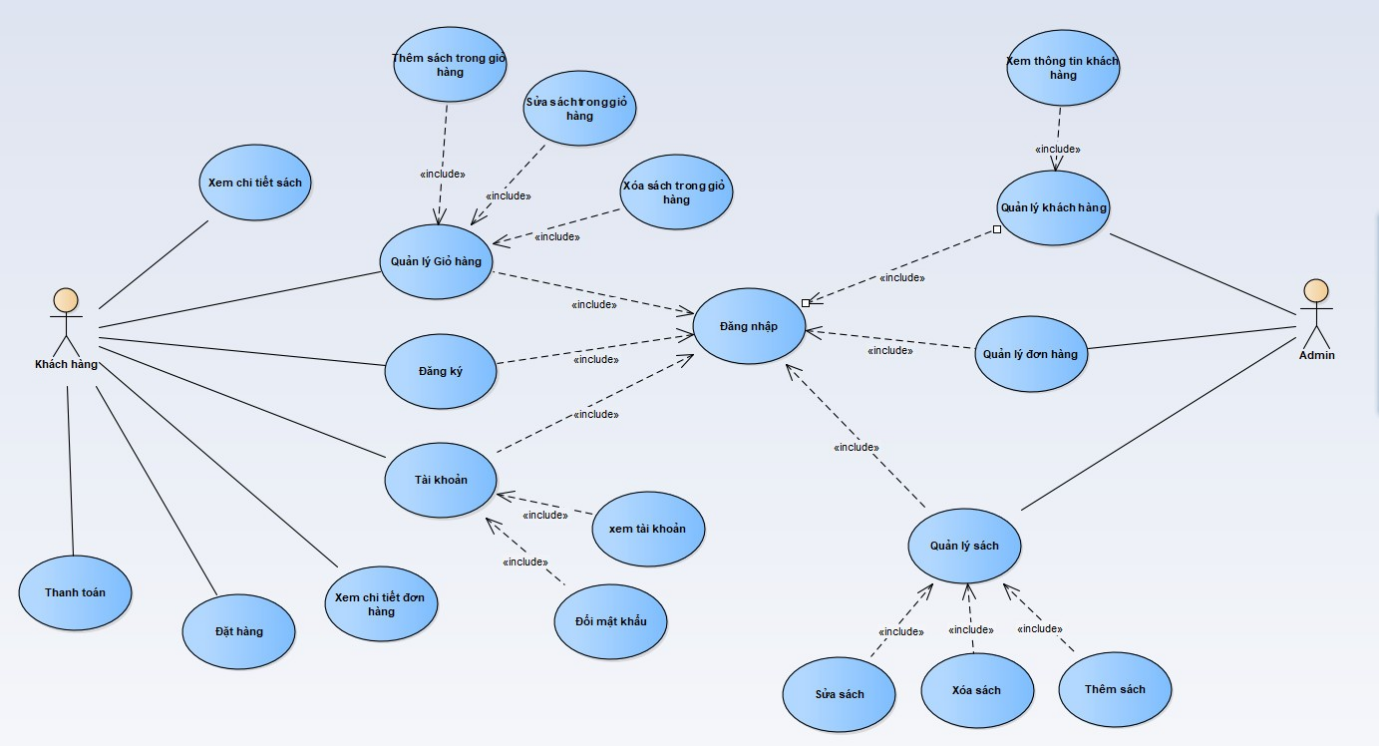 Thêm sách trong giỏ
hàng
Sửa sách trong giỏ
hàng
Xem thông tin khách
hàng
«include»
«include»
Xem chi tiết sách
«include»
Xóa sách trong giỏ
hàng
Quản lý khách hàng
«include»
Quản lý Giỏ hàng
«include»
«include»
Đăng nhập
Khách hàng
«include»
Đăng ký
«include»
Quản lý đơn hàng
Admin
«include»
«include»
Tài khoản
«include»
xem tài khoản
«include»
Quản lý sách
Thanh toán
Đặt hàng
Xem chi tiết đơn
hàng
Đổi mật khẩu
«include»
«include»
«include»
Sửa sách
Xóa sách
Thêm sách